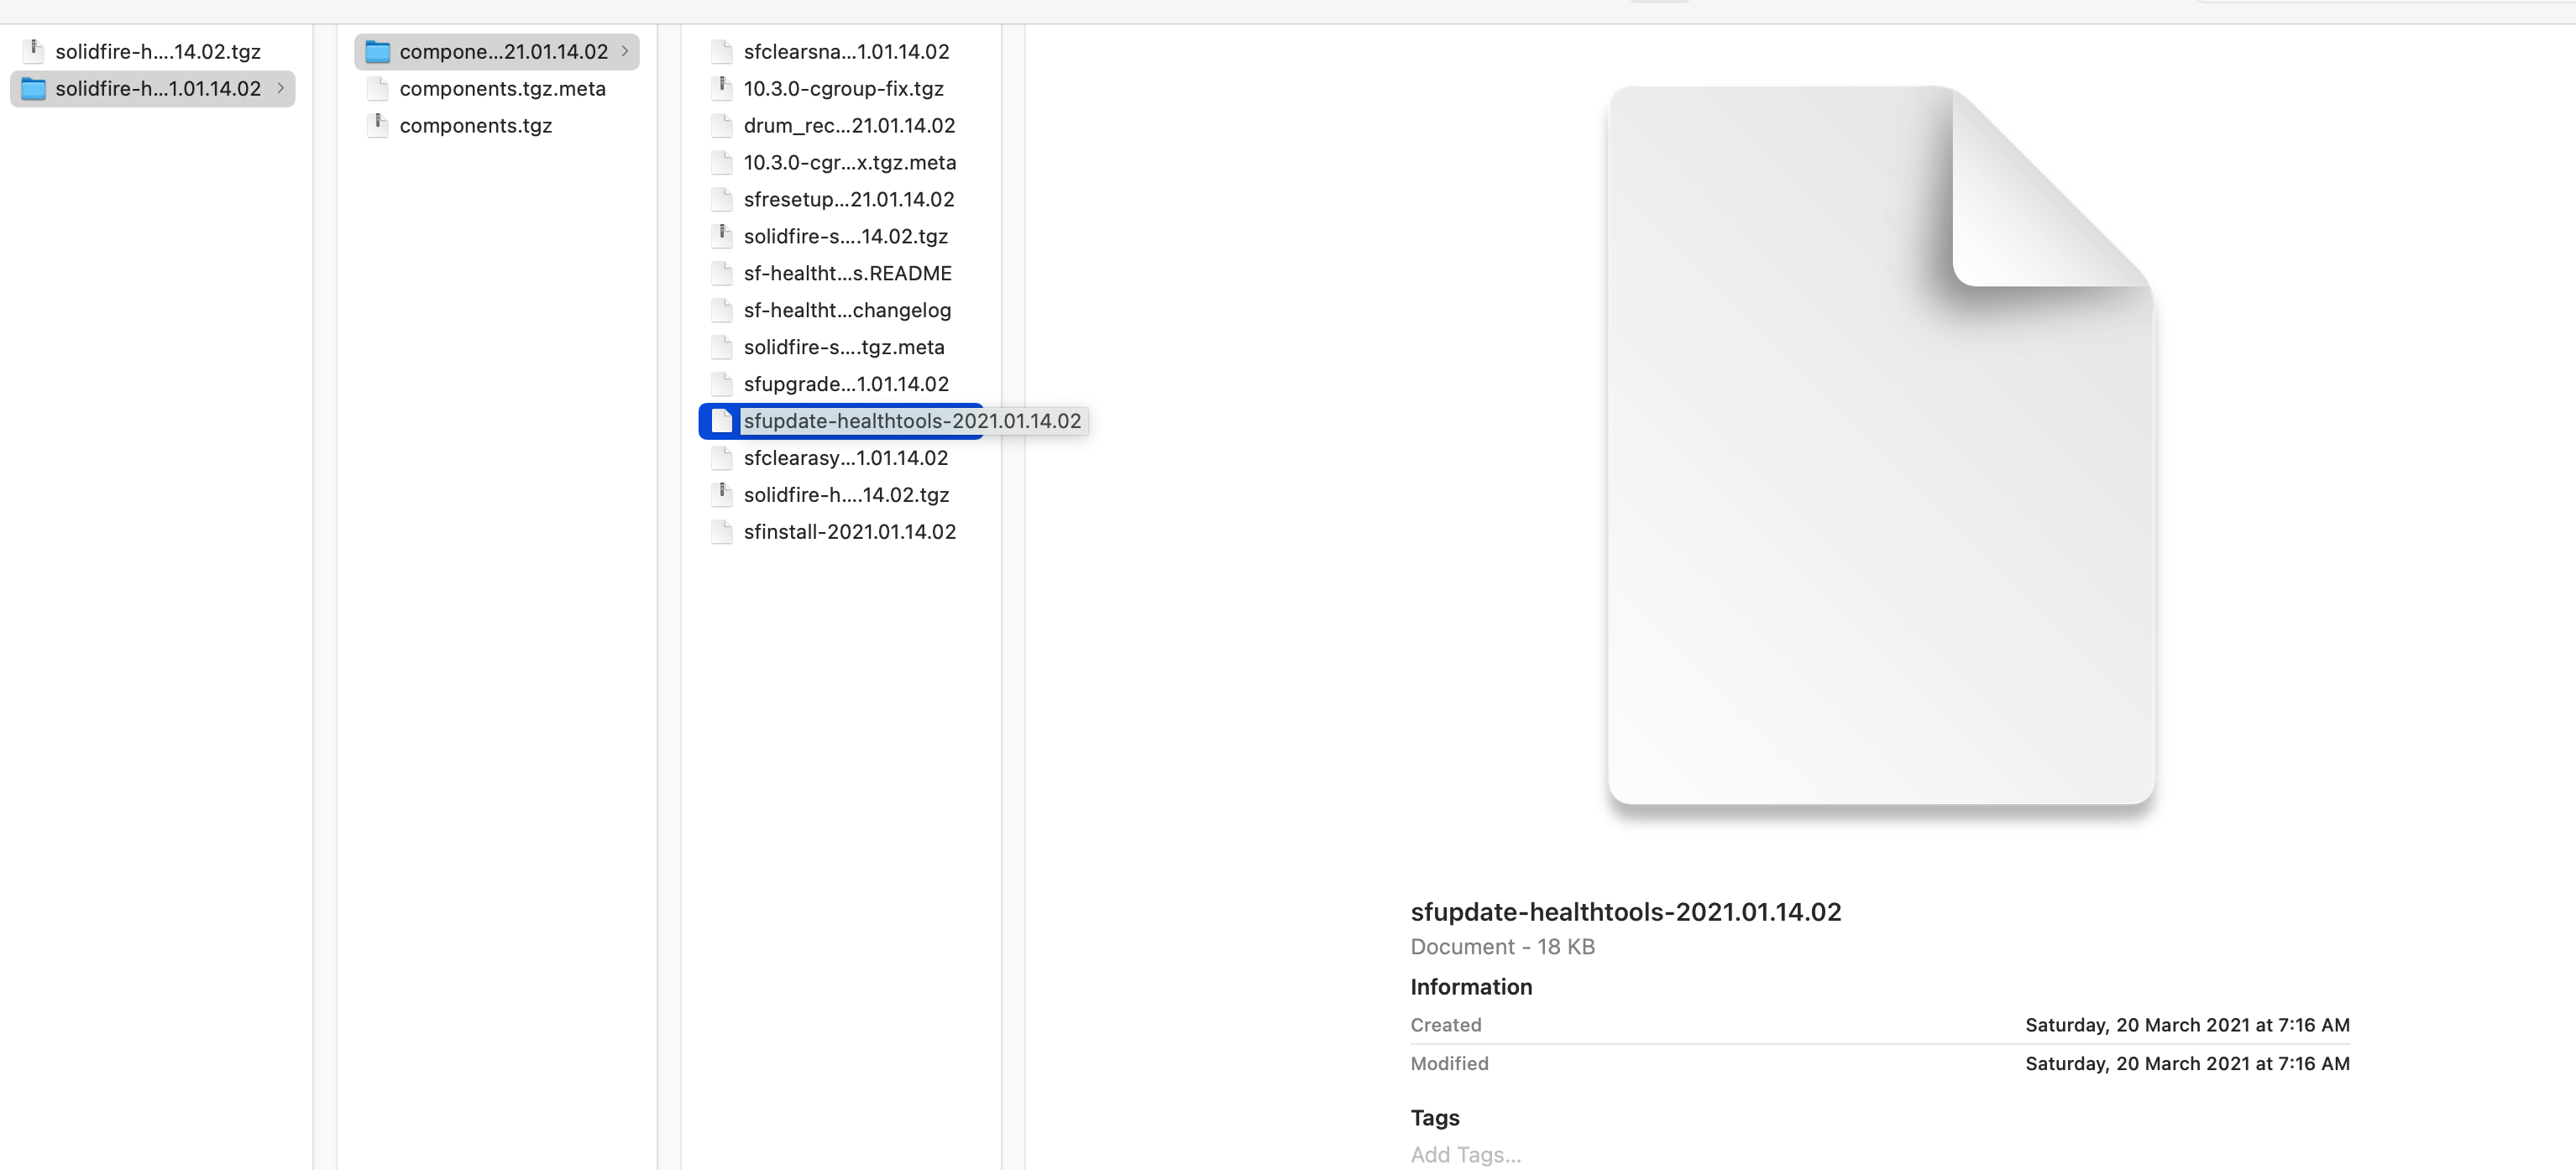 solidfire-h....14.02.tgz
solidfire-h...1.01.14.02
compone...21.01.14.02
components.tgz.meta
components.tgz
sfclearsna...1.01.14.02
10.3.0-cgroup-fix.tgz
drum_rec...21.01.14.02
10.3.0-cgr...x.tgz.meta
sfresetup...21.01.14.02
solidfire-s....14.02.tgz
sf-healtht...s.README
sf-healtht...changelog
solidfire-s....tgz.meta
sfupgrade...1.01.14.02
sfupdate-healthtools-2021.01.14.02
sfclearasy...1.01.14.02
solidfire-h....14.02.tgz
sfinstall-2021.01.14.02
sfupdate-healthtools-2021.01.14.02
Document - 18 KB
Information
Created Saturday, 20 March 2021 at 7:16 AM
Modified Saturday, 20 March 2021 at 7:16 AM
Tags
Add Tags...